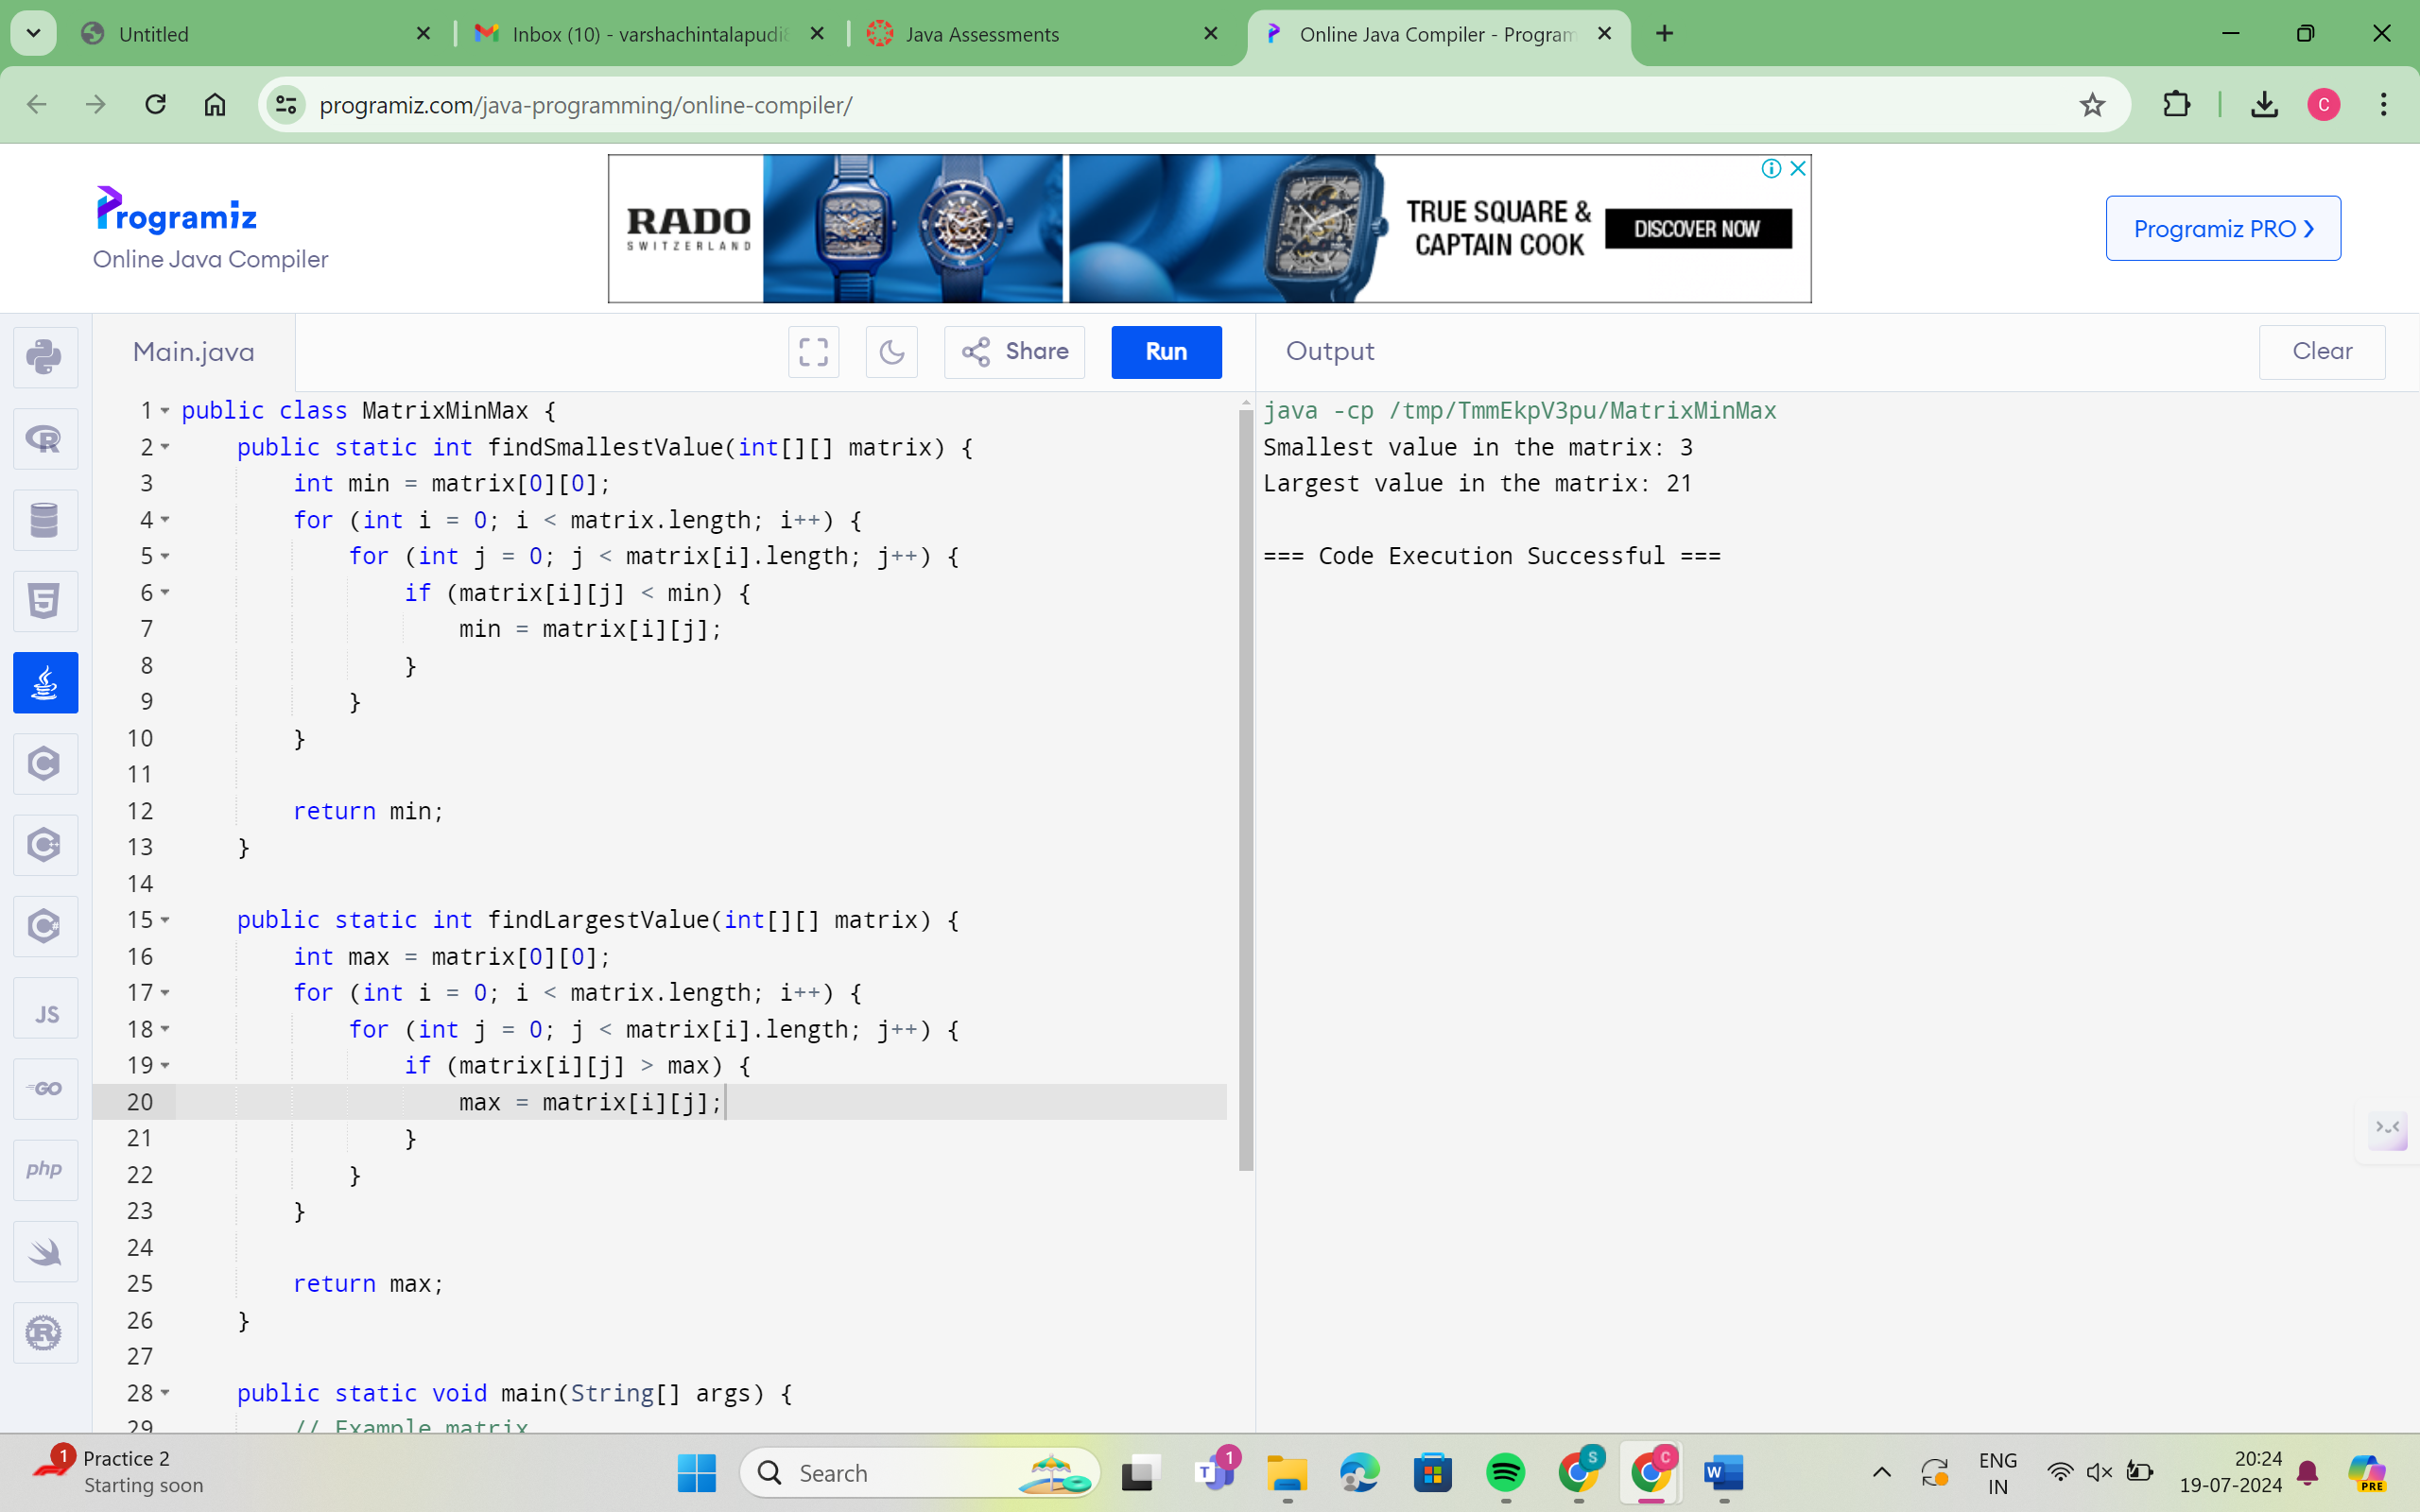 Untitled
Inbox (10) - varshachintalapudi
Java Assessments
Online Java Compiler - Program
programiz.com/java-programming/online-compiler/
C
Programiz
Online Java Compiler
RADO
SWITZERLAND
TRUE SQUARE &
CAPTAIN COOK
DISCOVER NOW
Programiz PRO ❯
Main.java
Share
Run
Output
Clear
1 public class MatrixMinMax {
2     public static int findSmallestValue(int[][] matrix) {
3         int min = matrix[0][0];
4         for (int i = 0; i < matrix.length; i++) {
5             for (int j = 0; j < matrix[i].length; j++) {
6                 if (matrix[i][j] < min) {
7                     min = matrix[i][j];
8                 }
9             }
10         }
11
12         return min;
13     }
14
15     public static int findLargestValue(int[][] matrix) {
16         int max = matrix[0][0];
17         for (int i = 0; i < matrix.length; i++) {
18             for (int j = 0; j < matrix[i].length; j++) {
19                 if (matrix[i][j] > max) {
20                     max = matrix[i][j];
21                 }
22             }
23         }
24
25         return max;
26     }
27
28     public static void main(String[] args) {
29         // Example matrix
java -cp /tmp/TmmEkpV3pu/MatrixMinMax
Smallest value in the matrix: 3
Largest value in the matrix: 21
=== Code Execution Successful ===
R
5
C
C++
C#
JS
GO
php
R
1
Practice 2
Starting soon
Search
T
1
S
C
W
ENG
IN
20:24
19-07-2024
PRE